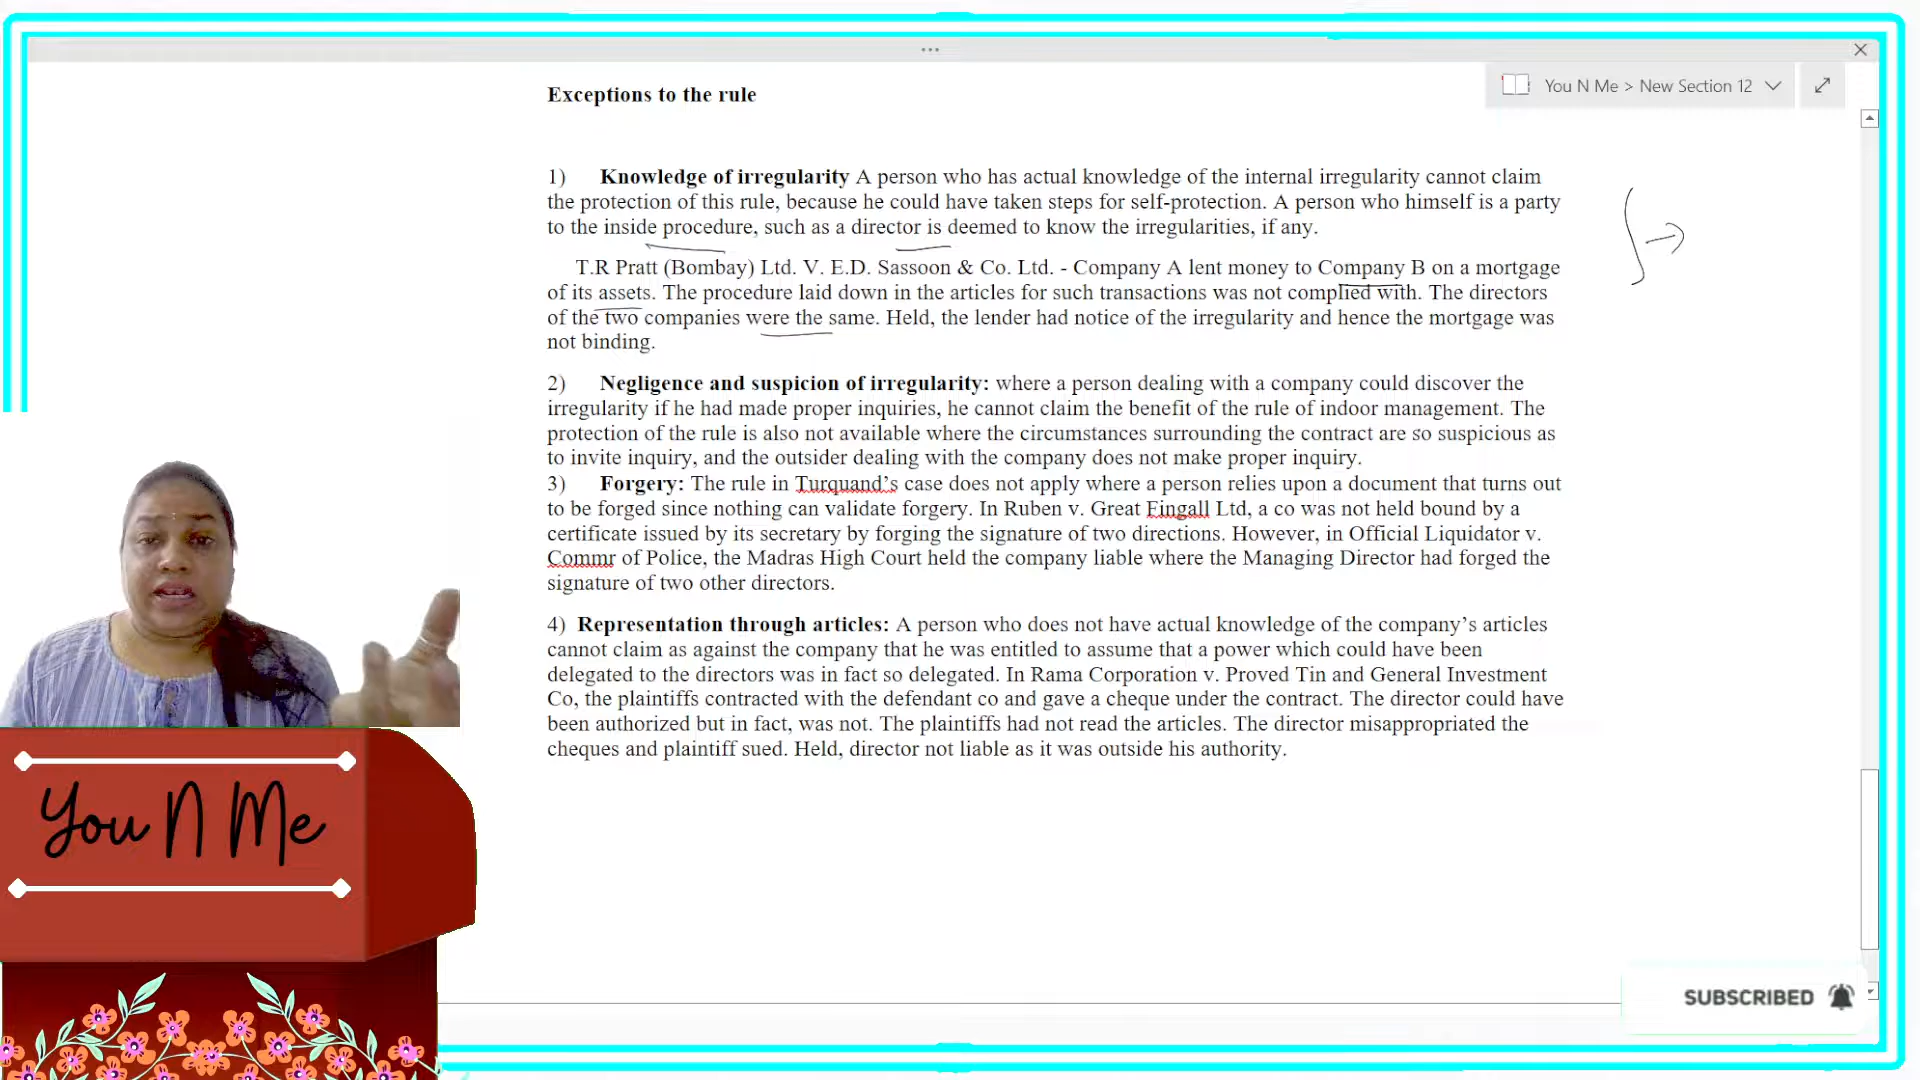 ...
You N Me > New Section 12
Exceptions to the rule
1) Knowledge of irregularity A person who has actual knowledge of the internal irregularity cannot claim
the protection of this rule, because he could have taken steps for self-protection. A person who himself is a party
to the inside procedure, such as a director is deemed to know the irregularities, if any.
T.R Pratt (Bombay) Ltd. V. E.D. Sassoon & Co. Ltd. - Company A lent money to Company B on a mortgage
of its assets. The procedure laid down in the articles for such transactions was not complied with. The directors
of the two companies were the same. Held, the lender had notice of the irregularity and hence the mortgage was
not binding.
2) Negligence and suspicion of irregularity: where a person dealing with a company could discover the
irregularity if he had made proper inquiries, he cannot claim the benefit of the rule of indoor management. The
protection of the rule is also not available where the circumstances surrounding the contract are so suspicious as
to invite inquiry, and the outsider dealing with the company does not make proper inquiry.
3) Forgery: The rule in Turquand's case does not apply where a person relies upon a document that turns out
to be forged since nothing can validate forgery. In Ruben v. Great Fingall Ltd, a co was not held bound by a
certificate issued by its secretary by forging the signature of two directions. However, in Official Liquidator v.
Commr of Police, the Madras High Court held the company liable where the Managing Director had forged the
signature of two other directors.
4) Representation through articles: A person who does not have actual knowledge of the company's articles
cannot claim as against the company that he was entitled to assume that a power which could have been
delegated to the directors was in fact so delegated. In Rama Corporation v. Proved Tin and General Investment
Co, the plaintiffs contracted with the defendant co and gave a cheque under the contract. The director could have
been authorized but in fact, was not. The plaintiffs had not read the articles. The director misappropriated the
cheques and plaintiff sued. Held, director not liable as it was outside his authority.
You N Me
SUBSCRIBED